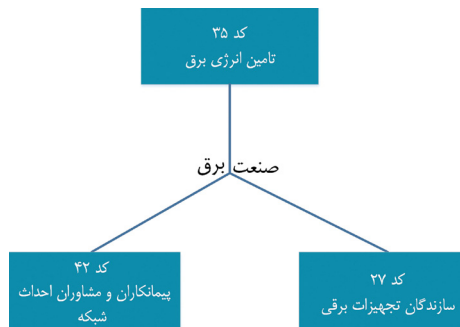 کد ۳۵
تامین انرژی برق
صنعت برق
کد ۴۲
پیمانکاران و مشاوران احداث
شبکه
کد ۲۷
سازندگان تجهیزات برقی